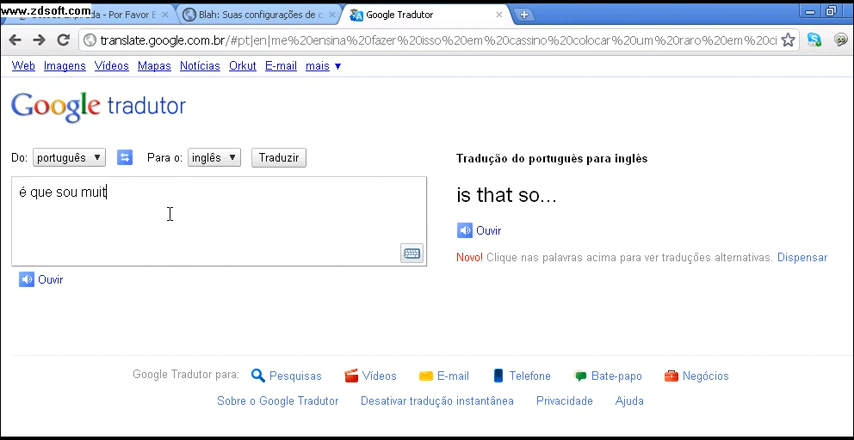 www.zdsoft.com
- Por Favor E
Blah: Suas configurações de c
Google Tradutor
translate.google.com.br/#pt|en|me%20ensina%20fazer%20isso%20em%20cassino%20colocar%20um%20raro%20em%20ci
Web Imagens Vídeos Mapas Notícias Orkut E-mail mais ▼
Google tradutor
Do: português Para o: inglês Traduzir
é que sou muit
Ouvir
Tradução do português para inglês
is that so...
Ouvir
Novo! Clique nas palavras acima para ver traduções alternativas. Dispensar
Google Tradutor para: Pesquisas Vídeos E-mail Telefone Bate-papo Negócios
Sobre o Google Tradutor Desativar tradução instantânea Privacidade Ajuda